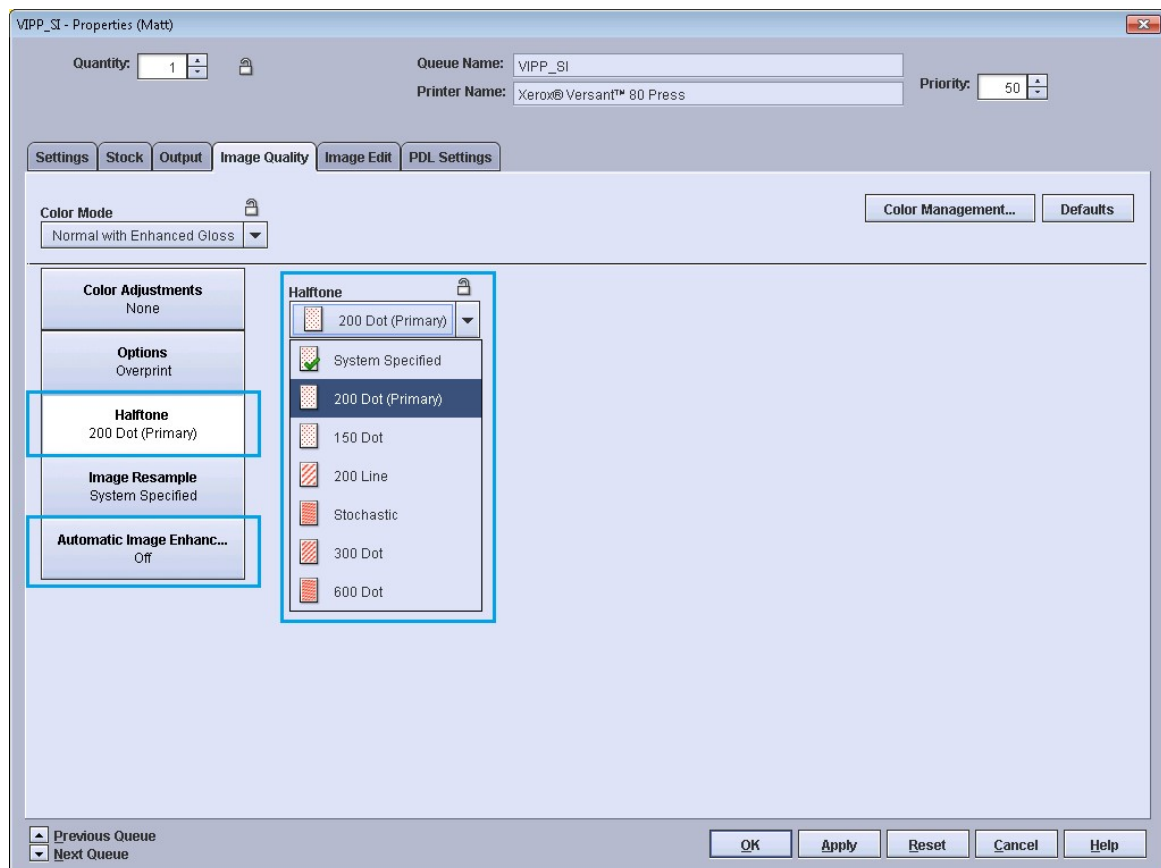 VIPP_SI - Properties (Matt)
Quantity: 1
Queue Name: VIPP_SI
Printer Name: Xerox® Versant™ 80 Press
Priority: 50
Settings Stock Output Image Quality Image Edit PDL Settings
Color Mode
Normal with Enhanced Gloss
Color Management... Defaults
Color Adjustments
None
Options
Overprint
Halftone
200 Dot (Primary)
Image Resample
System Specified
Automatic Image Enhanc...
Off
Halftone
200 Dot (Primary)
System Specified
200 Dot (Primary)
150 Dot
200 Line
Stochastic
300 Dot
600 Dot
Previous Queue
Next Queue
OK Apply Reset Cancel Help